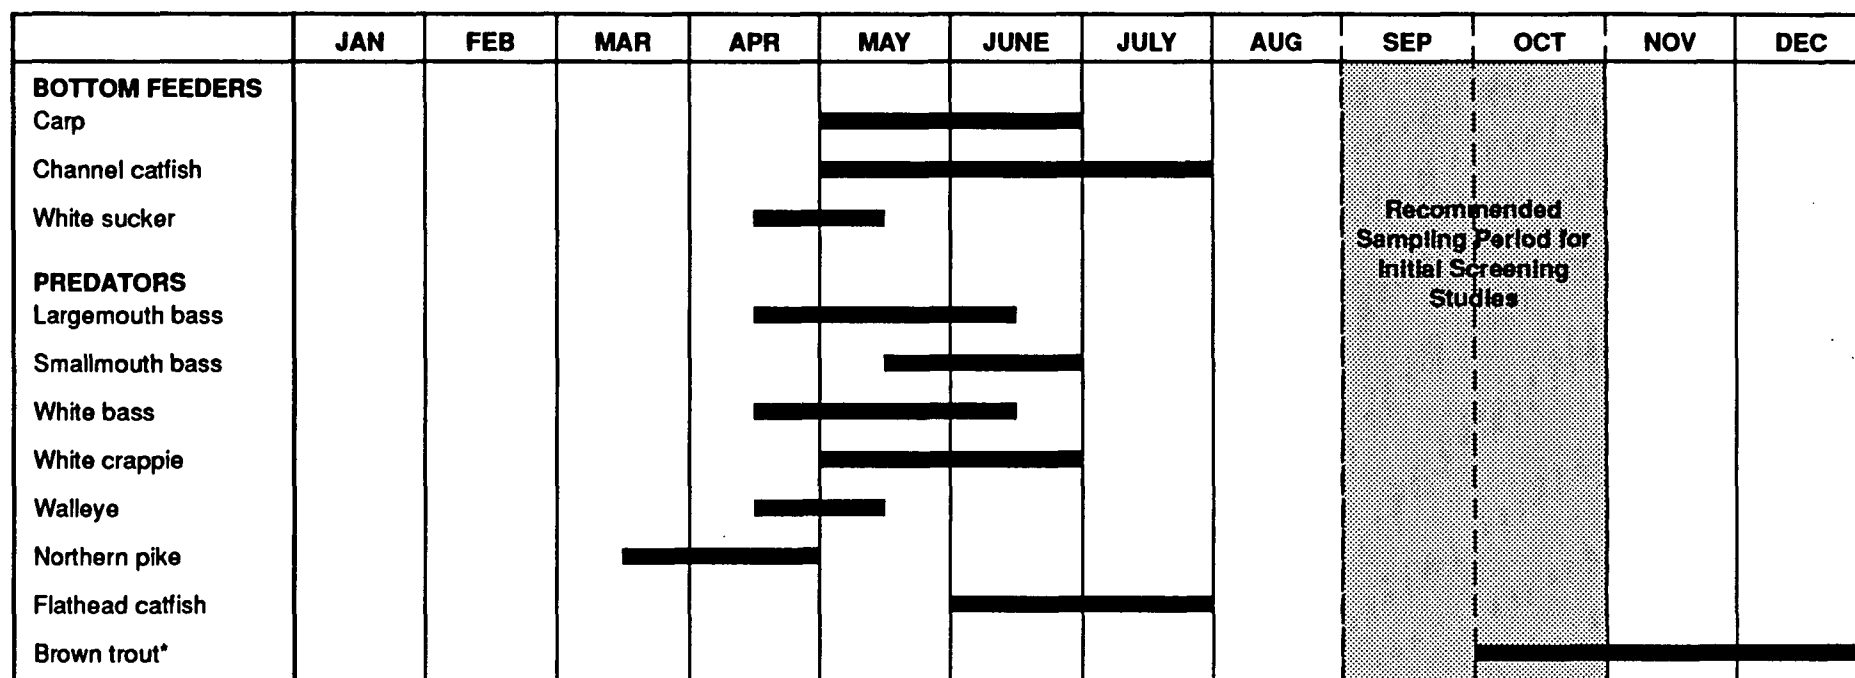 JAN FEB MAR APR MAY JUNE JULY AUG SEP OCT NOV DEC
BOTTOM FEEDERS
Carp
Channel catfish
White sucker
Recommended
Sampling Period for
Initial Screening
Studies
PREDATORS
Largemouth bass
Smallmouth bass
White bass
White crappie
Walleye
Northern pike
Flathead catfish
Brown trout*